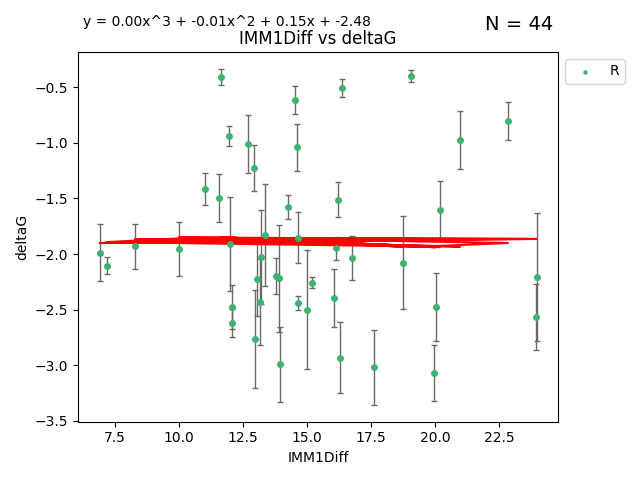 y = 0.00x^3 + -0.01x^2 + 0.15x + -2.48
N = 44
IMM1Diff vs deltaG
R
deltaG
−0.5
−1.0
−1.5
−2.0
−2.5
−3.0
−3.5
7.5 10.0 12.5 15.0 17.5 20.0 22.5
IMM1Diff